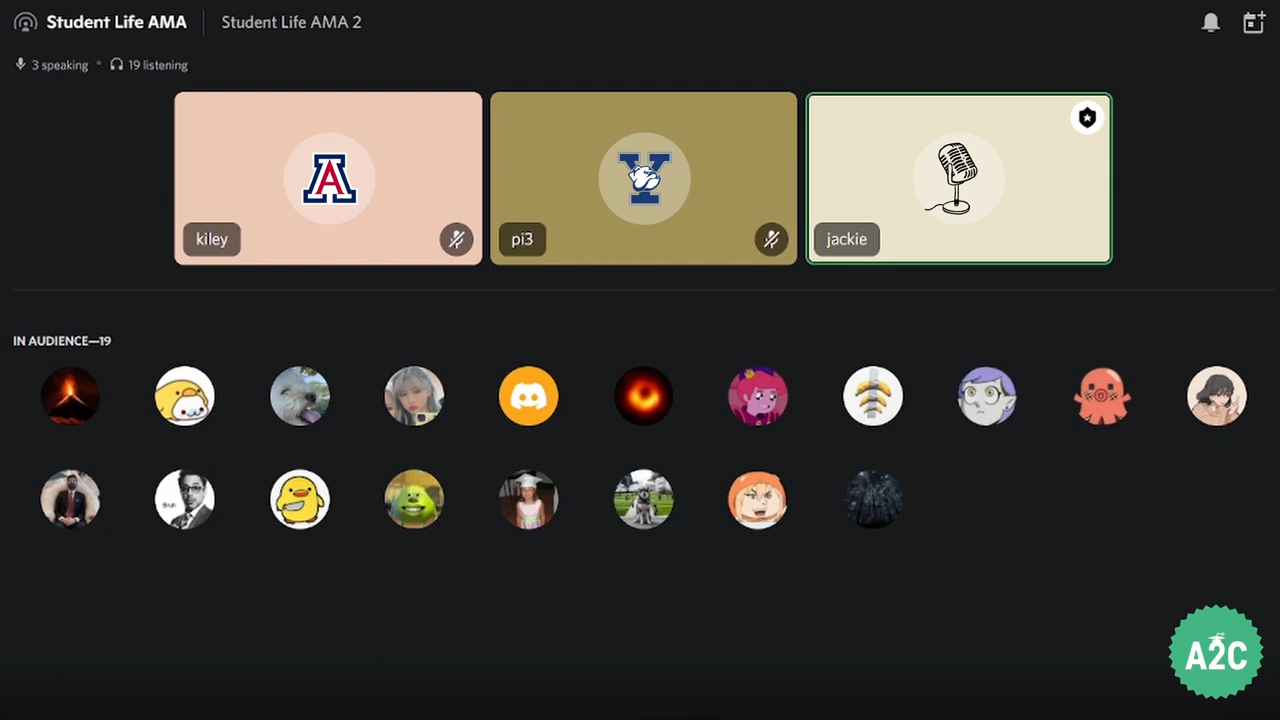 Student Life AMA
Student Life AMA 2
3 speaking • 19 listening
kiley
pi3
jackie
IN AUDIENCE—19
A2C